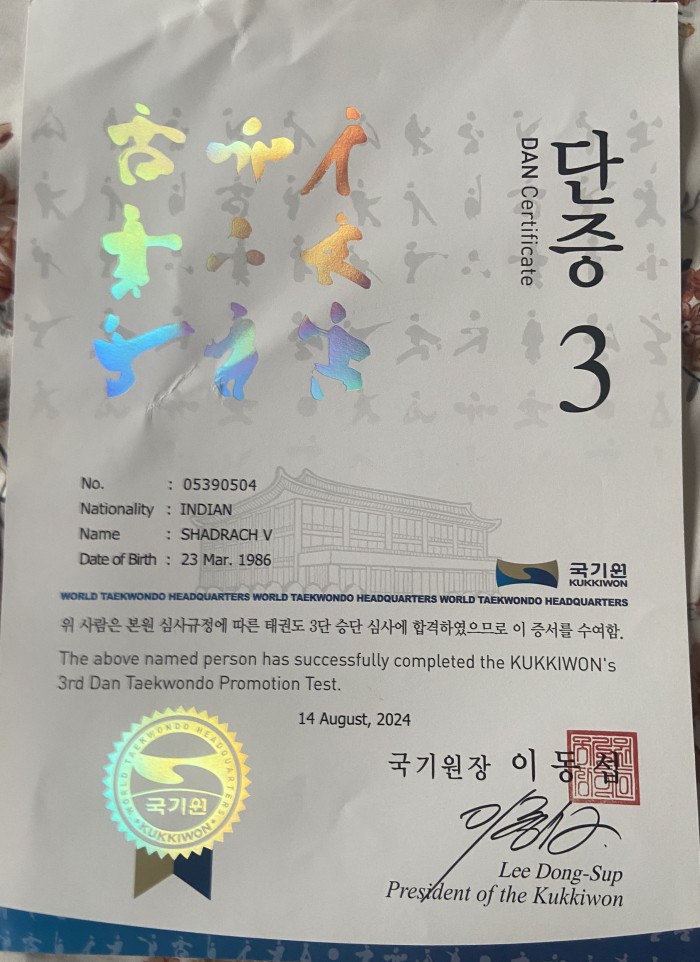 단증
DAN Certificate
3
No. : 05390504
Nationality : INDIAN
Name : SHADRACH V
Date of Birth : 23 Mar. 1986
국기원
KUKKIWON
WORLD TAEKWONDO HEADQUARTERS WORLD TAEKWONDO HEADQUARTERS WORLD TAEKWONDO HEADQUARTERS
위 사람은 본원 심사규정에 따른 태권도 3단 승단 심사에 합격하였으므로 이 증서를 수여함.
The above named person has successfully completed the KUKKIWON's
3rd Dan Taekwondo Promotion Test.
14 August, 2024
WORLD TAEKWONDO HEADQUARTERS
국기원
KUKKIWON
국기원장 이동섭
Lee Dong-Sup
President of the Kukkiwon